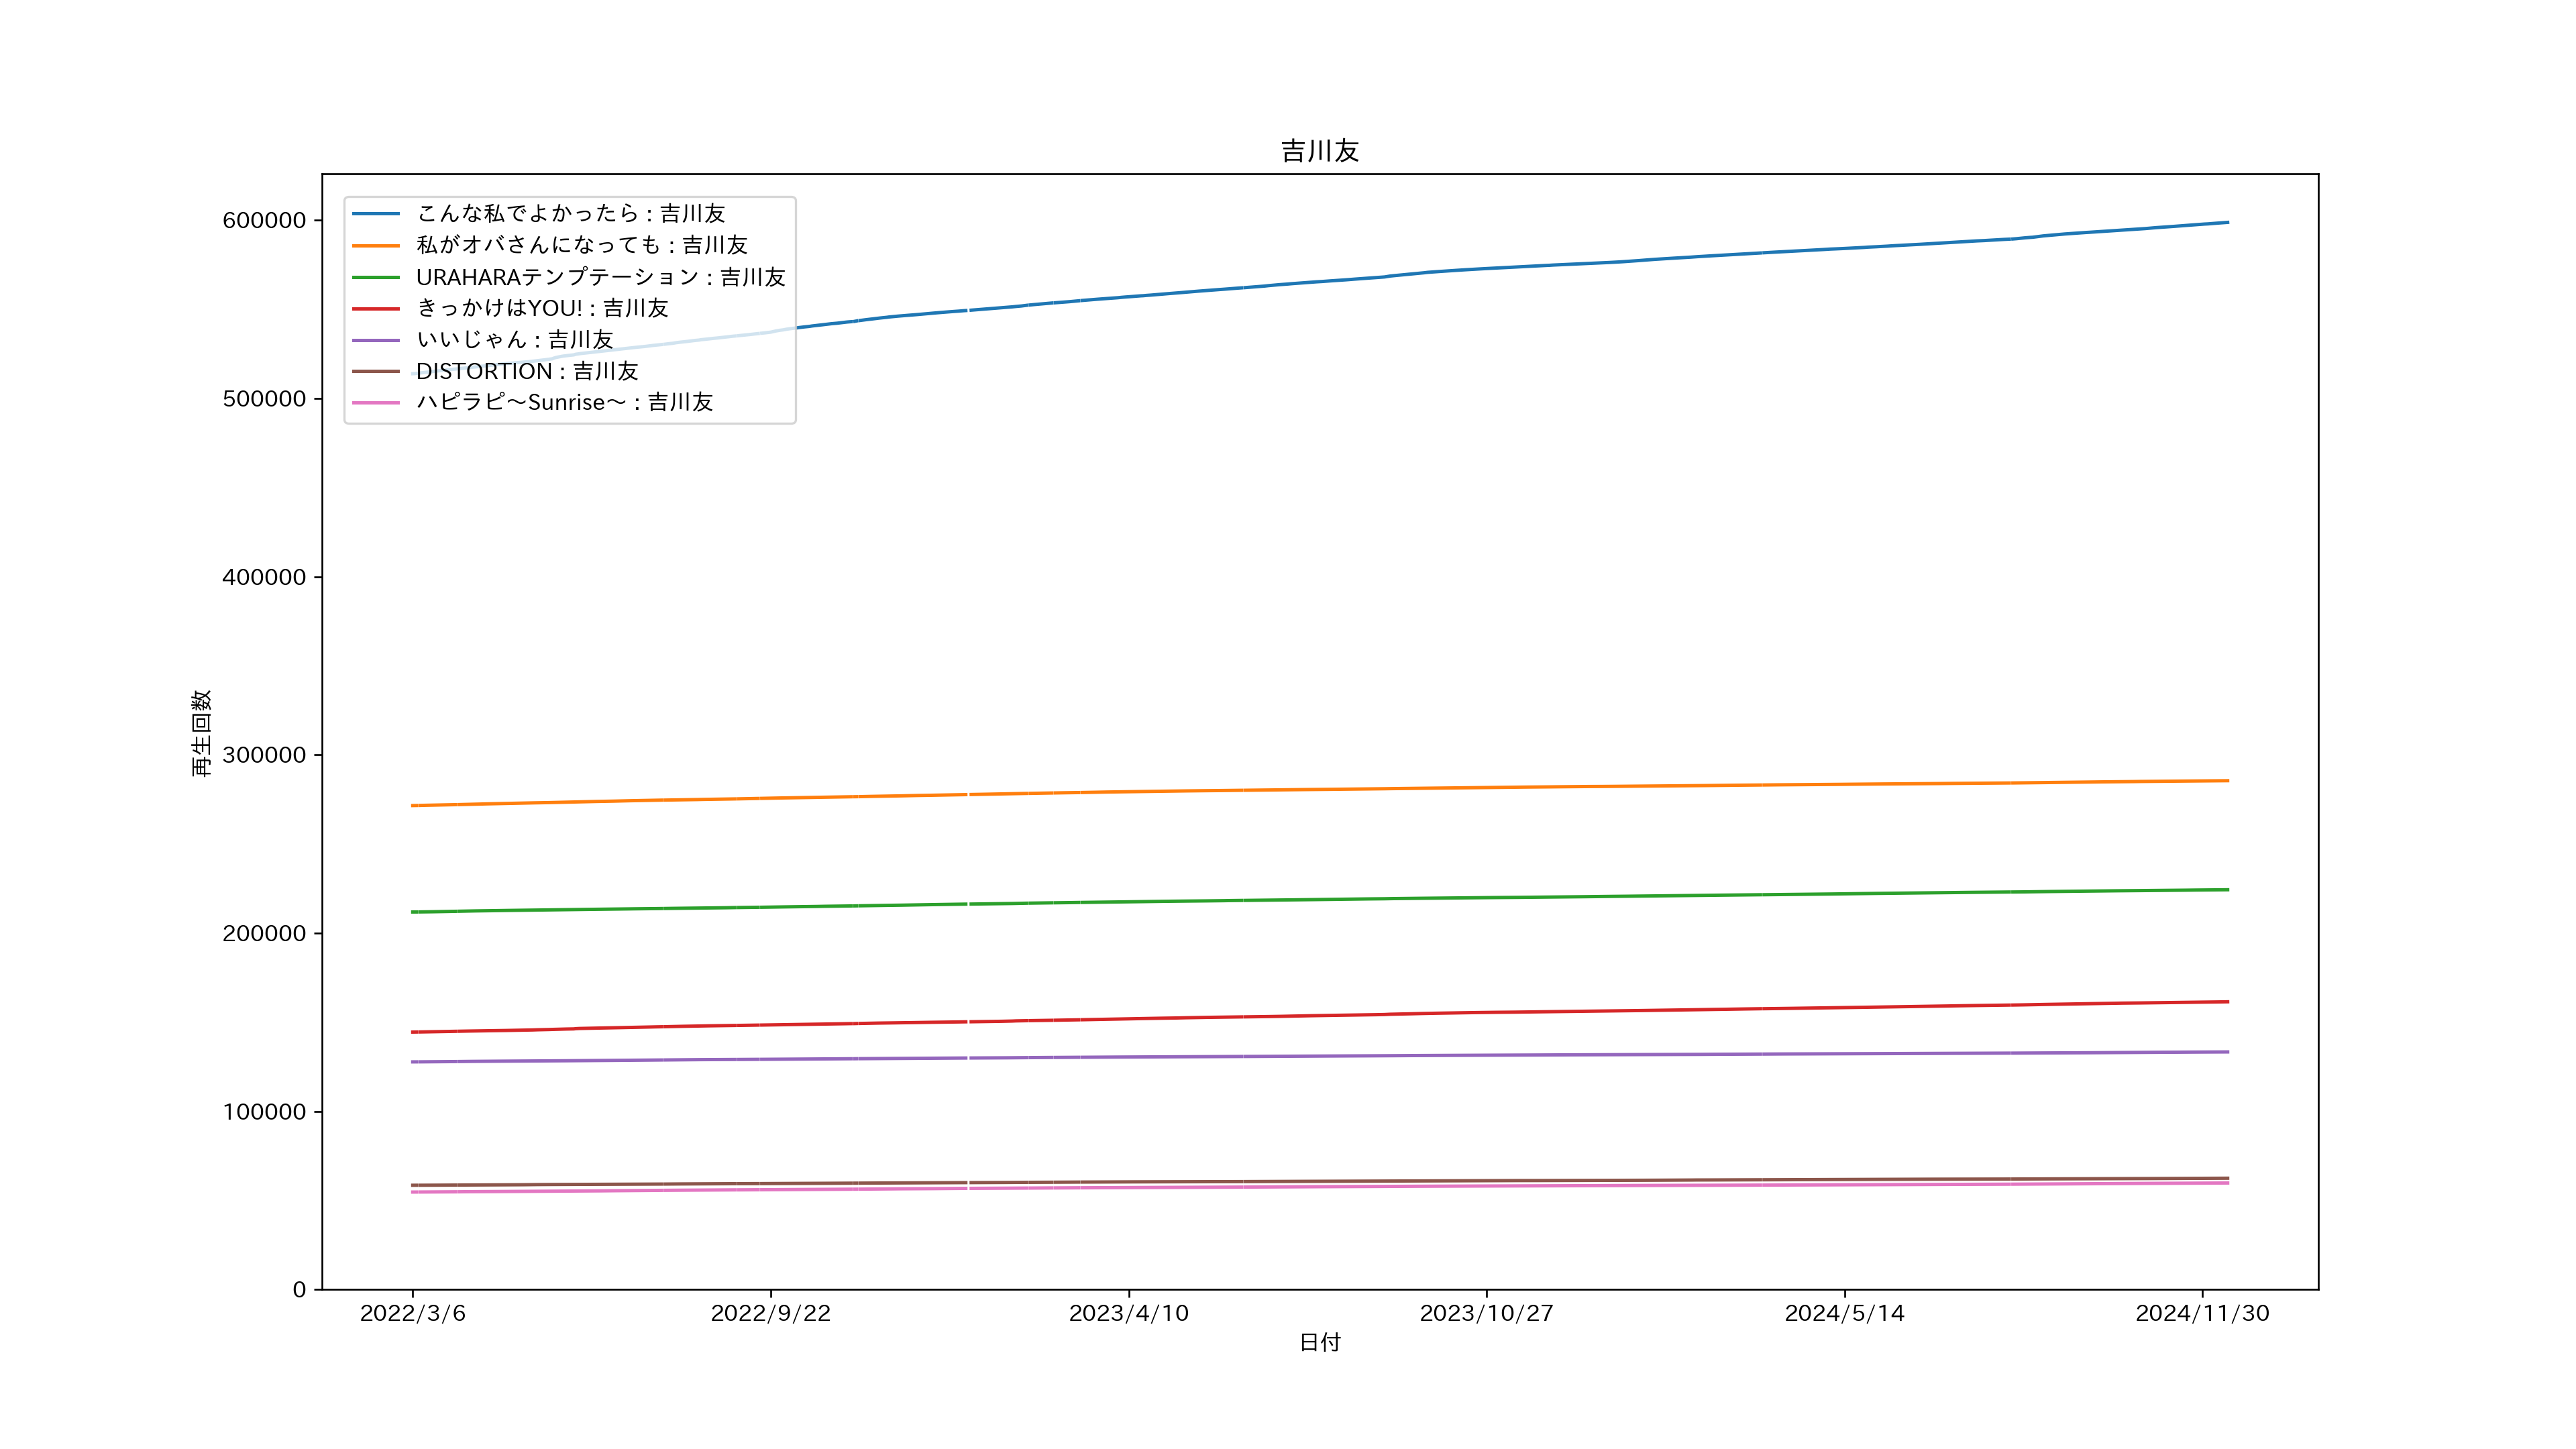 吉川友
こんな私でよかったら : 吉川友
私がオバさんになっても : 吉川友
URAHARAテンプテーション : 吉川友
きっかけはYOU! : 吉川友
いいじゃん : 吉川友
DISTORTION : 吉川友
ハピラピ〜Sunrise〜 : 吉川友
600000
500000
400000
300000
200000
100000
0
再生回数
2022/3/6
2022/9/22
2023/4/10
2023/10/27
2024/5/14
2024/11/30
日付